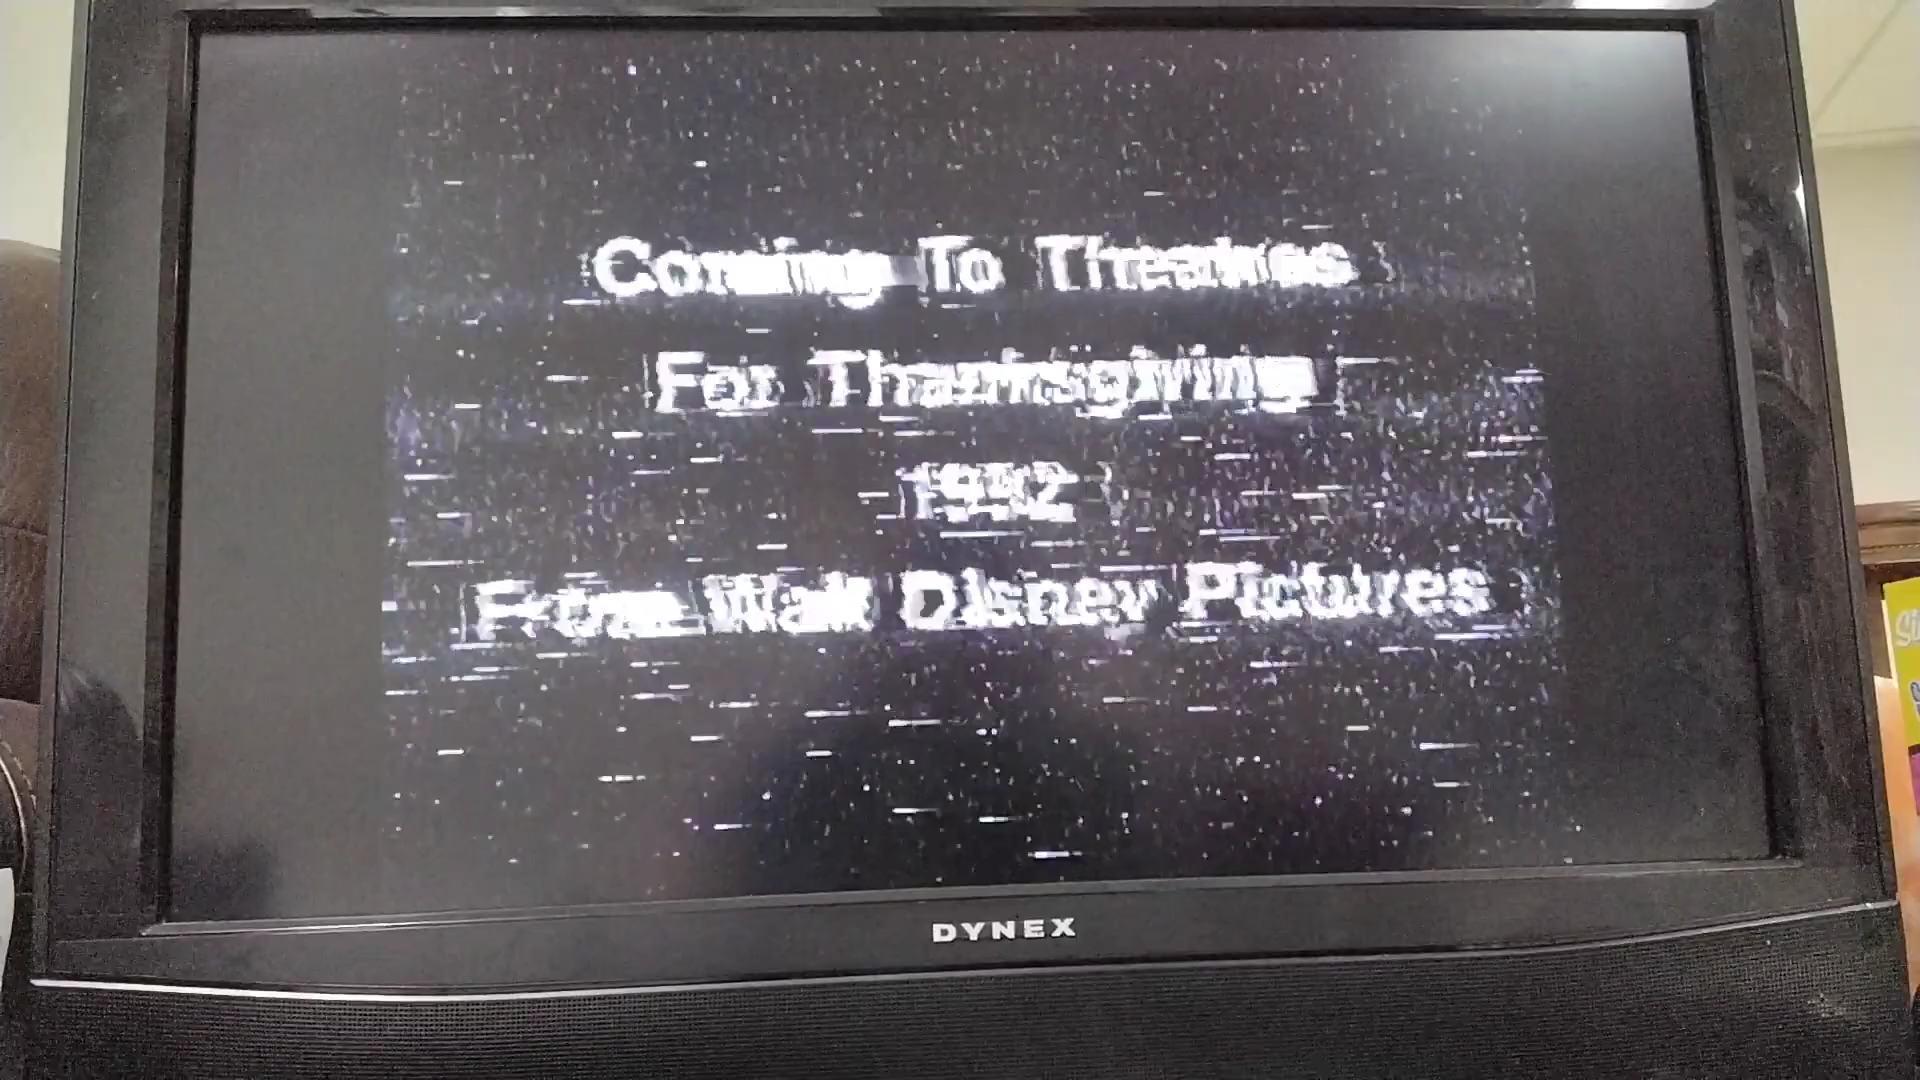 Coming To Theatres
For Thanksgiving
1992
From Walt Disney Pictures
DYNEX